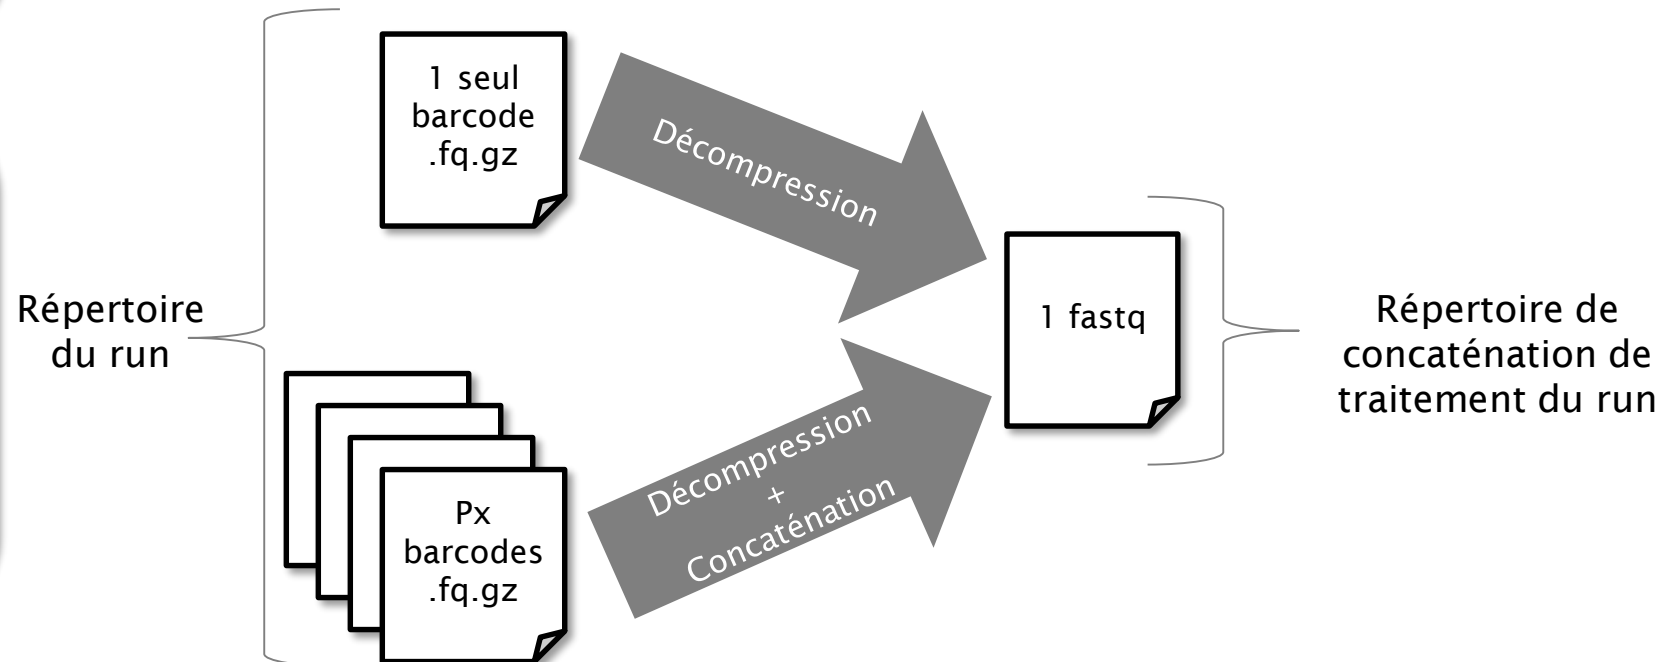 Répertoire
du run
1 seul
barcode
.fq.gz
Décompression
Px
barcodes
.fq.gz
Décompression
+
Concaténation
1 fastq
Répertoire de
concaténation de
traitement du run